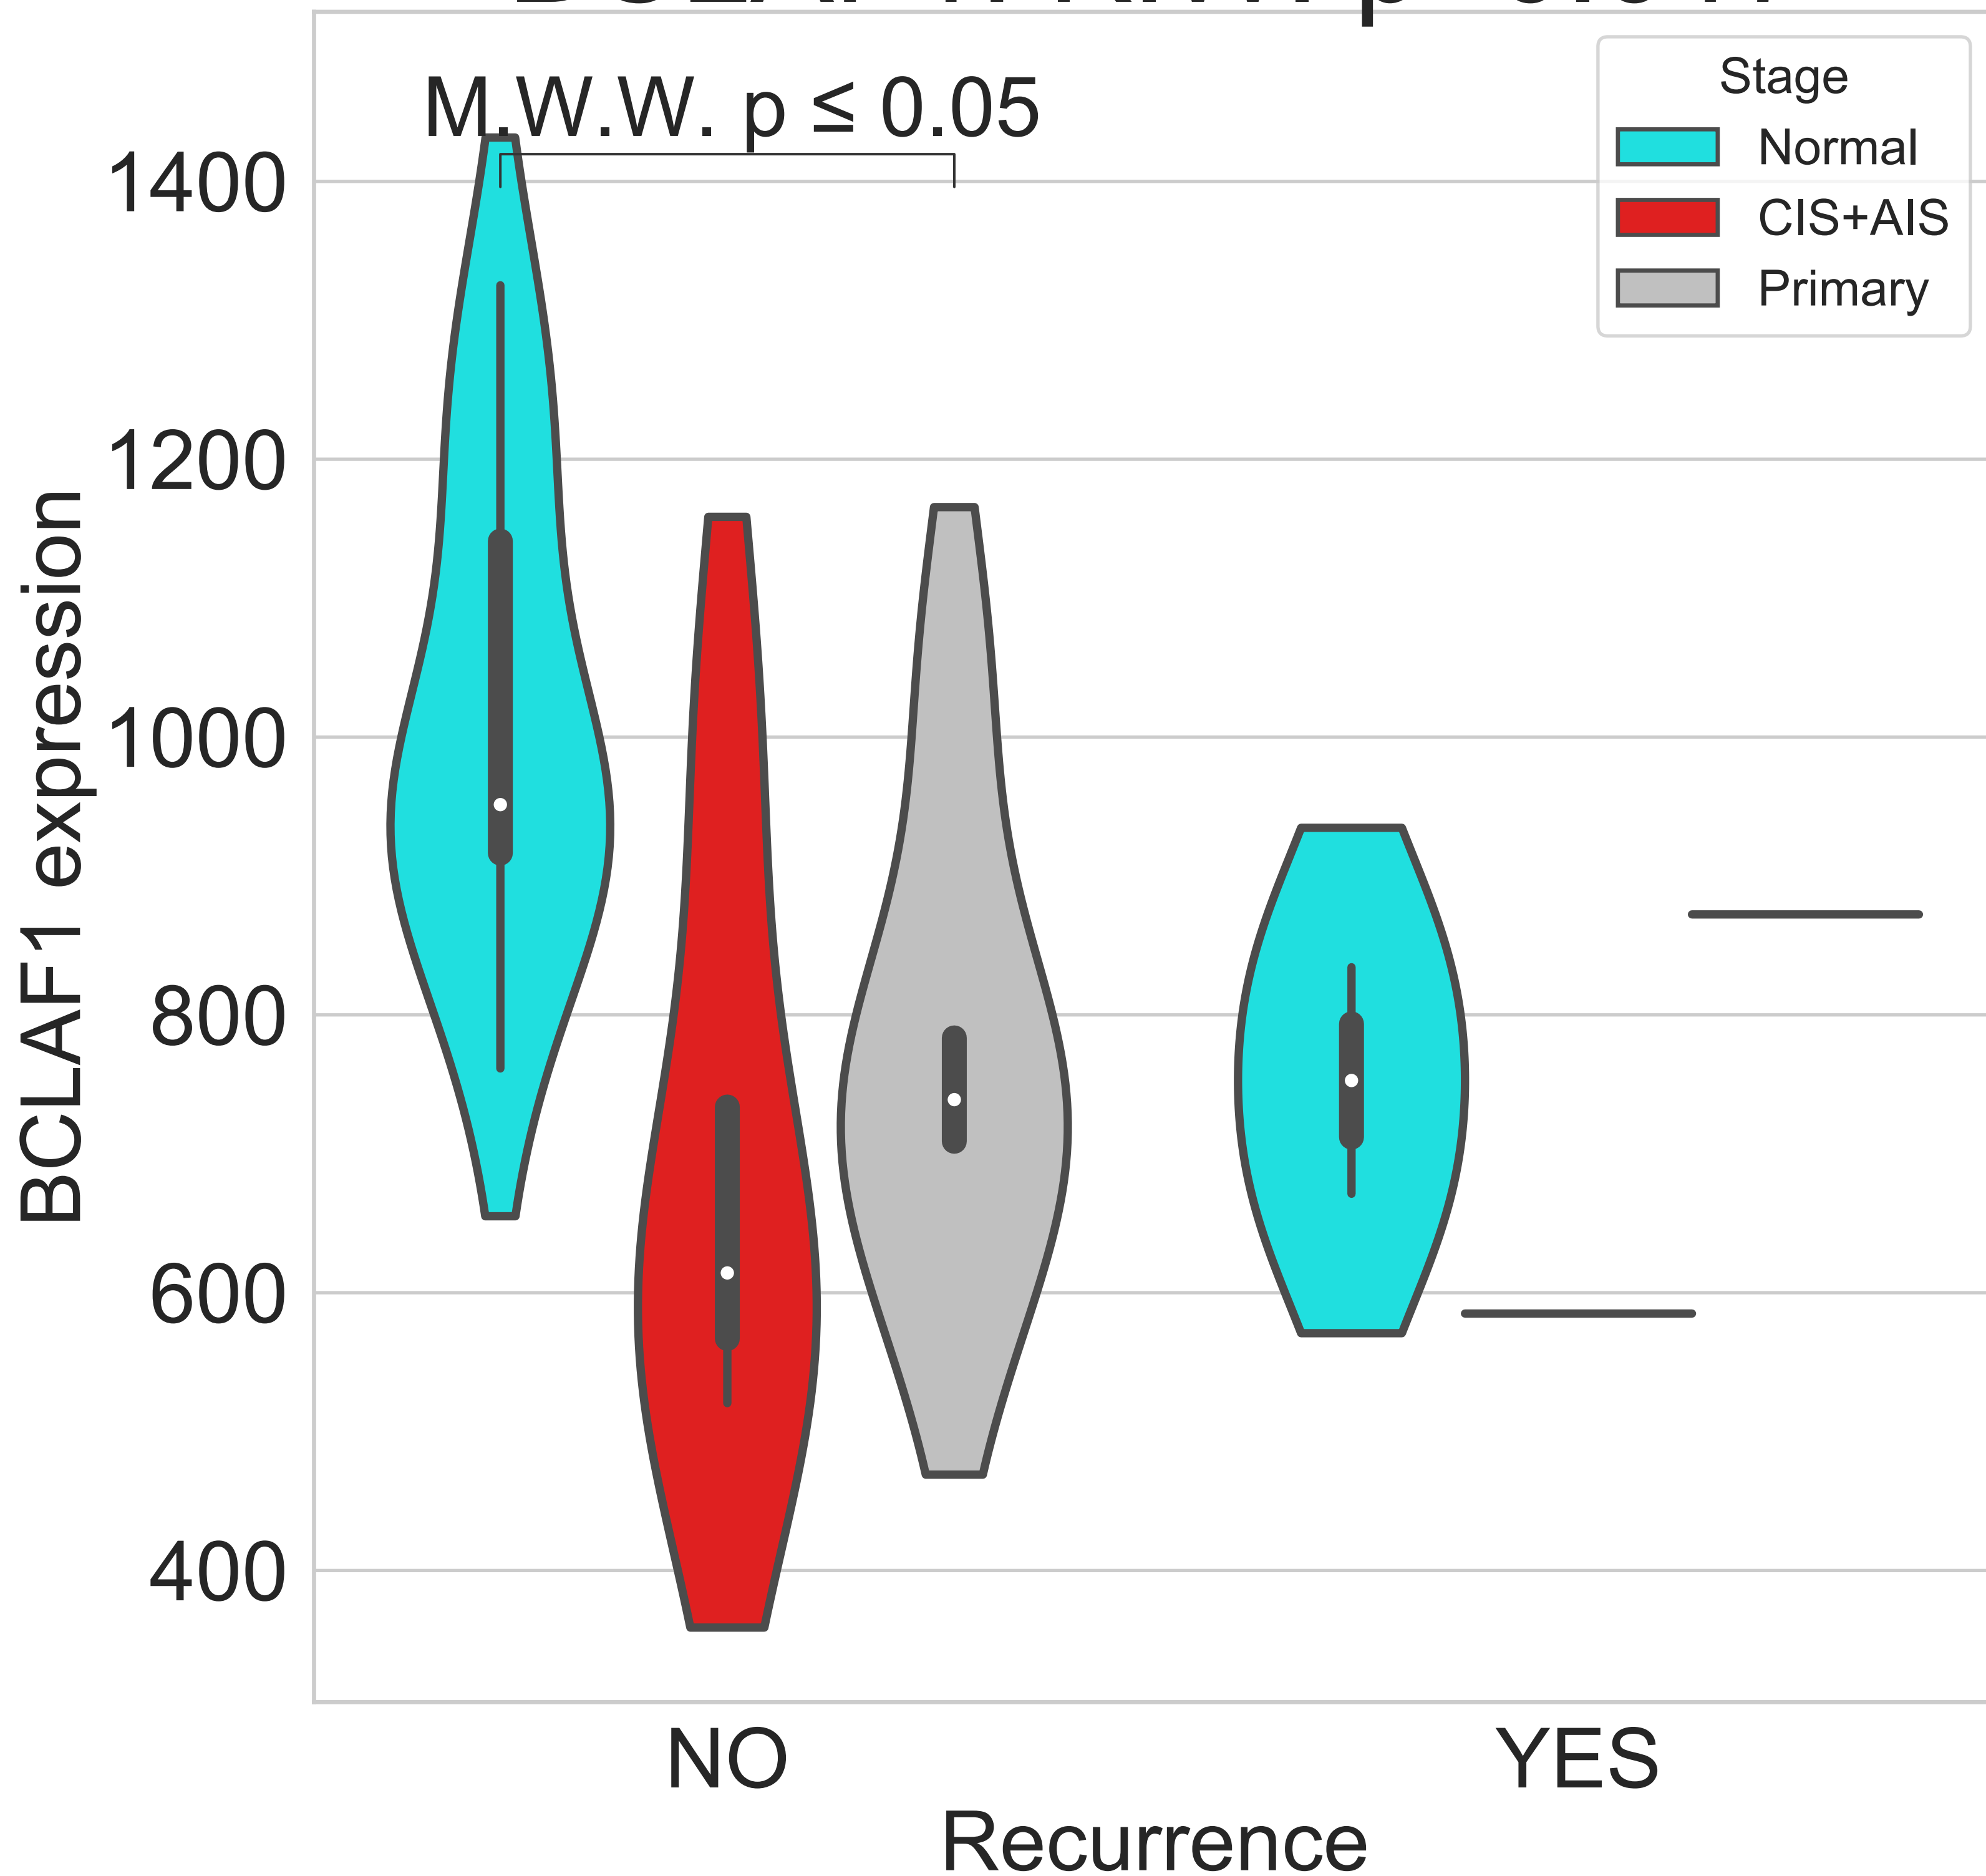 M.W.W. p ≤ 0.05
Stage
Normal
CIS+AIS
Primary
1400
1200
1000
800
600
400
BCLAF1 expression
NO
YES
Recurrence